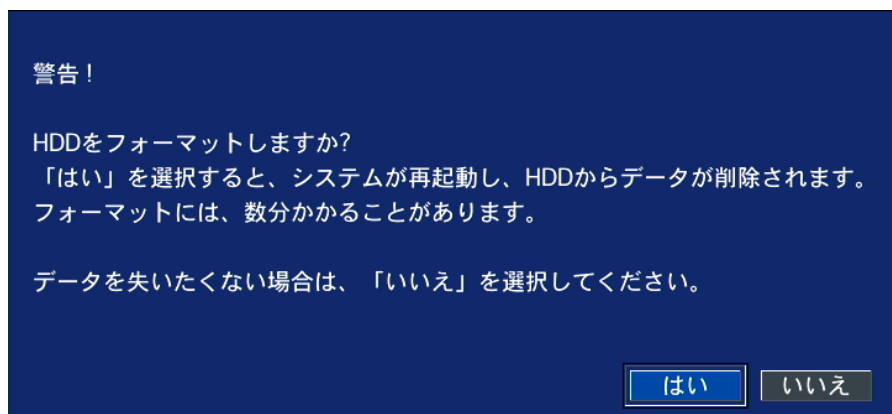 警告！
HDDをフォーマットしますか?
「はい」を選択すると、システムが再起動し、HDDからデータが削除されます。
フォーマットには、数分かかることがあります。
データを失いたくない場合は、「いいえ」を選択してください。
はい
いいえ